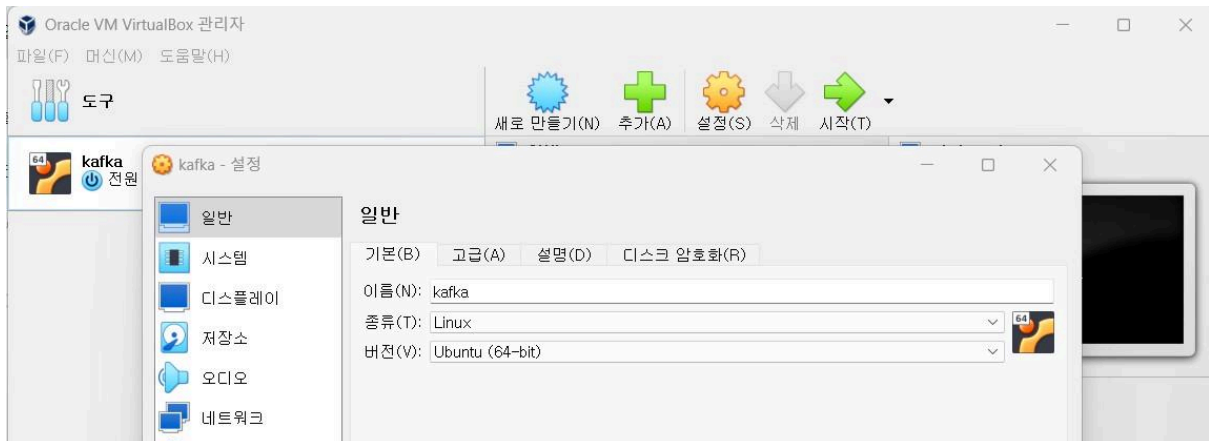 Oracle VM VirtualBox 관리자
파일(F) 머신(M) 도움말(H)
도구
새로 만들기(N) 추가(A) 설정(S) 삭제 시작(T)
64
kafka
전원
kafka - 설정
일반
시스템
디스플레이
저장소
오디오
네트워크
일반
기본(B) 고급(A) 설명(D) 디스크 암호화(R)
이름(N): kafka
종류(T): Linux
64
버전(V): Ubuntu (64-bit)